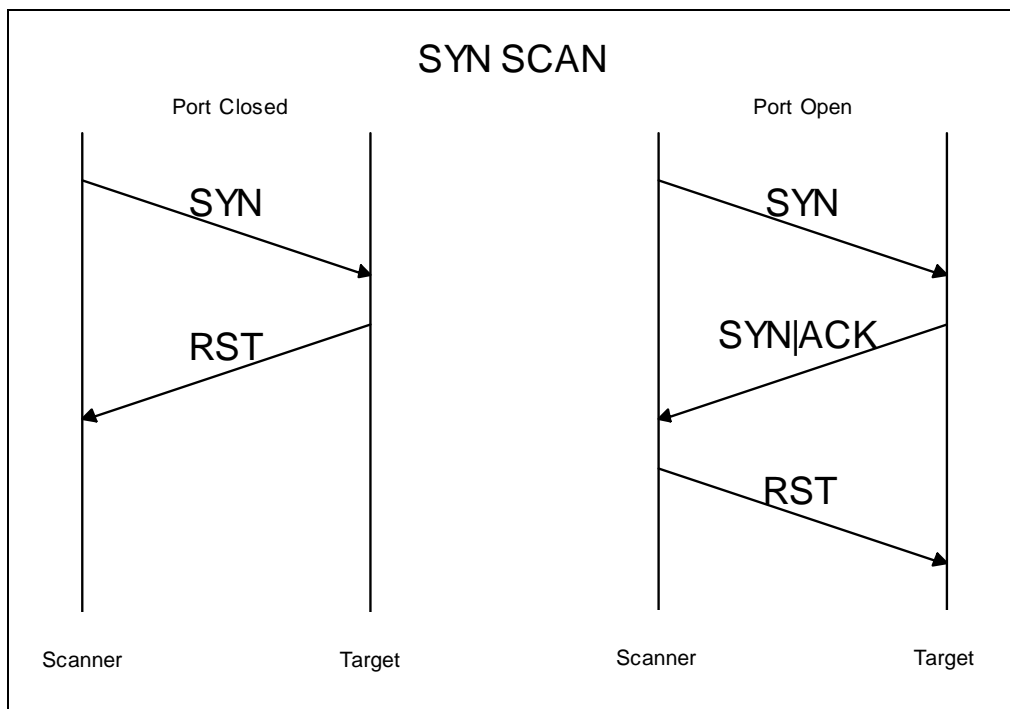 SYN SCAN
Port Closed
Port Open
SYN
SYN
RST
SYN|ACK
RST
Scanner
Target
Scanner
Target